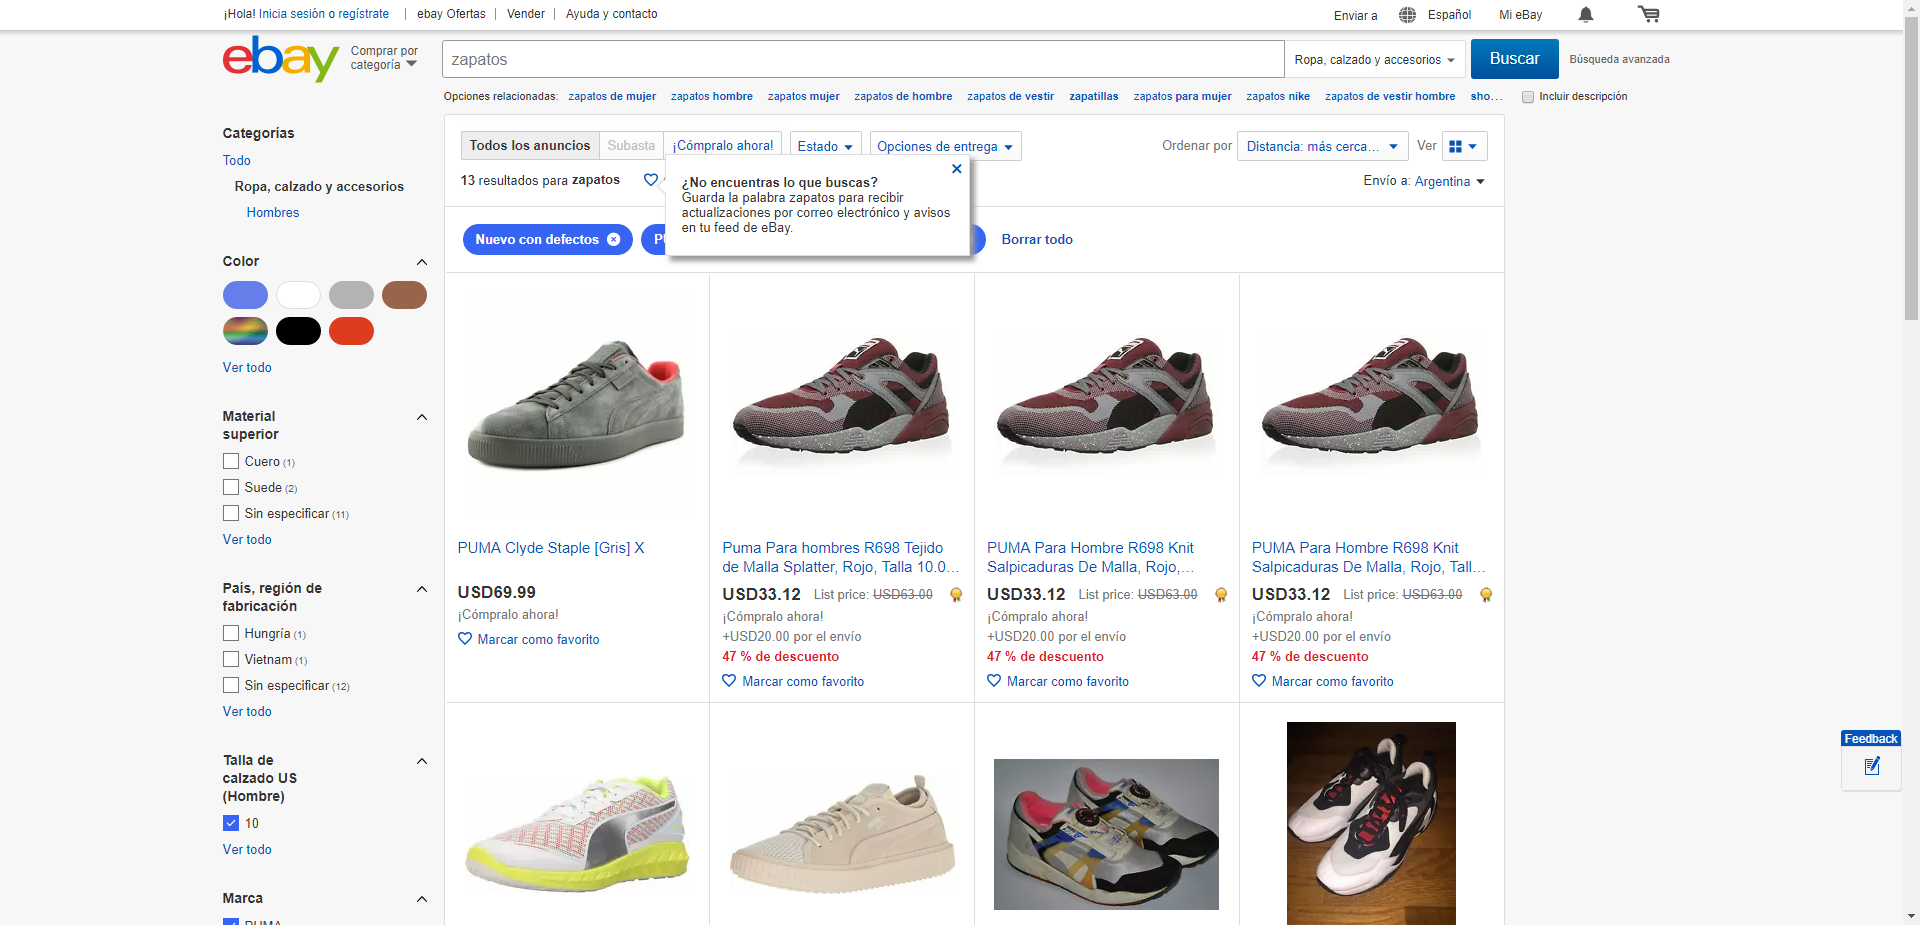 ¡Hola! Inicia sesión o regístrate
ebay Ofertas
Vender
Ayuda y contacto
Enviar a
Español
Mi eBay
ebay
Comprar por
categoría
zapatos
Ropa, calzado y accesorios
Buscar
Búsqueda avanzada
Opciones relacionadas:
zapatos de mujer
zapatos hombre
zapatos mujer
zapatos de hombre
zapatos de vestir
zapatillas
zapatos para mujer
zapatos nike
zapatos de vestir hombre
sho...
Incluir descripción
Categorías
Todo
Ropa, calzado y accesorios
Hombres
Color
Ver todo
Material
superior
Cuero (1)
Suede (2)
Sin especificar (11)
Ver todo
País, región de
fabricación
Hungría (1)
Vietnam (1)
Sin especificar (12)
Ver todo
Talla de
calzado US
(Hombre)
10
Ver todo
Marca
PUMA
Todos los anuncios
Subasta
¡Cómpralo ahora!
Estado
Opciones de entrega
Ordenar por
Distancia: más cerca...
Ver
13 resultados para zapatos
Envío a: Argentina
¿No encuentras lo que buscas?
Guarda la palabra zapatos para recibir
actualizaciones por correo electrónico y avisos
en tu feed de eBay.
Nuevo con defectos
Borrar todo
PUMA Clyde Staple [Gris] X
USD69.99
¡Cómpralo ahora!
Marcar como favorito
Puma Para hombres R698 Tejido
de Malla Splatter, Rojo, Talla 10.0...
USD33.12 List price: USD63.00
¡Cómpralo ahora!
+USD20.00 por el envío
47 % de descuento
Marcar como favorito
PUMA Para Hombre R698 Knit
Salpicaduras De Malla, Rojo,...
USD33.12 List price: USD63.00
¡Cómpralo ahora!
+USD20.00 por el envío
47 % de descuento
Marcar como favorito
PUMA Para Hombre R698 Knit
Salpicaduras De Malla, Rojo, Tall...
USD33.12 List price: USD63.00
¡Cómpralo ahora!
+USD20.00 por el envío
47 % de descuento
Marcar como favorito
Feedback